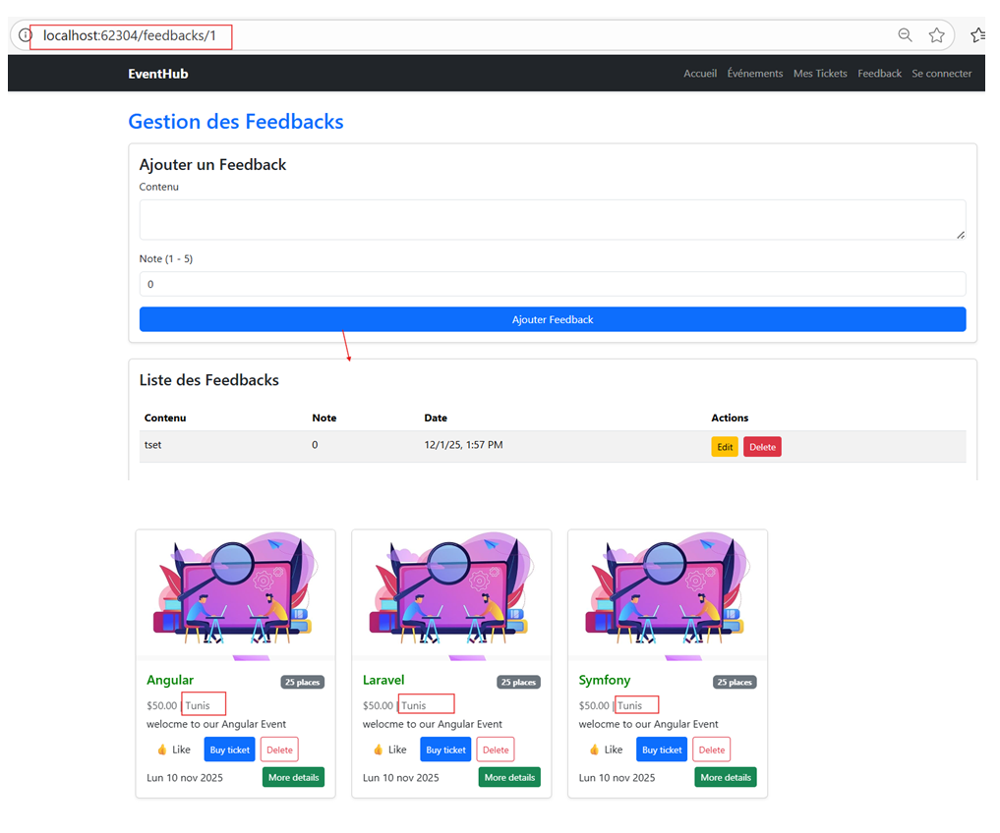 localhost:62304/feedbacks/1
EventHub Accueil Événements Mes Tickets Feedback Se connecter
Gestion des Feedbacks
Ajouter un Feedback
Contenu
Note (1 - 5)
0
Ajouter Feedback
Liste des Feedbacks
Contenu Note Date Actions
tset 0 12/1/25, 1:57 PM Edit Delete
Angular 25 places
$50.00 | Tunis
welocme to our Angular Event
👍 Like Buy ticket Delete
Lun 10 nov 2025 More details
Laravel 25 places
$50.00 | Tunis
welocme to our Angular Event
👍 Like Buy ticket Delete
Lun 10 nov 2025 More details
Symfony 25 places
$50.00 | Tunis
welocme to our Angular Event
👍 Like Buy ticket Delete
Lun 10 nov 2025 More details